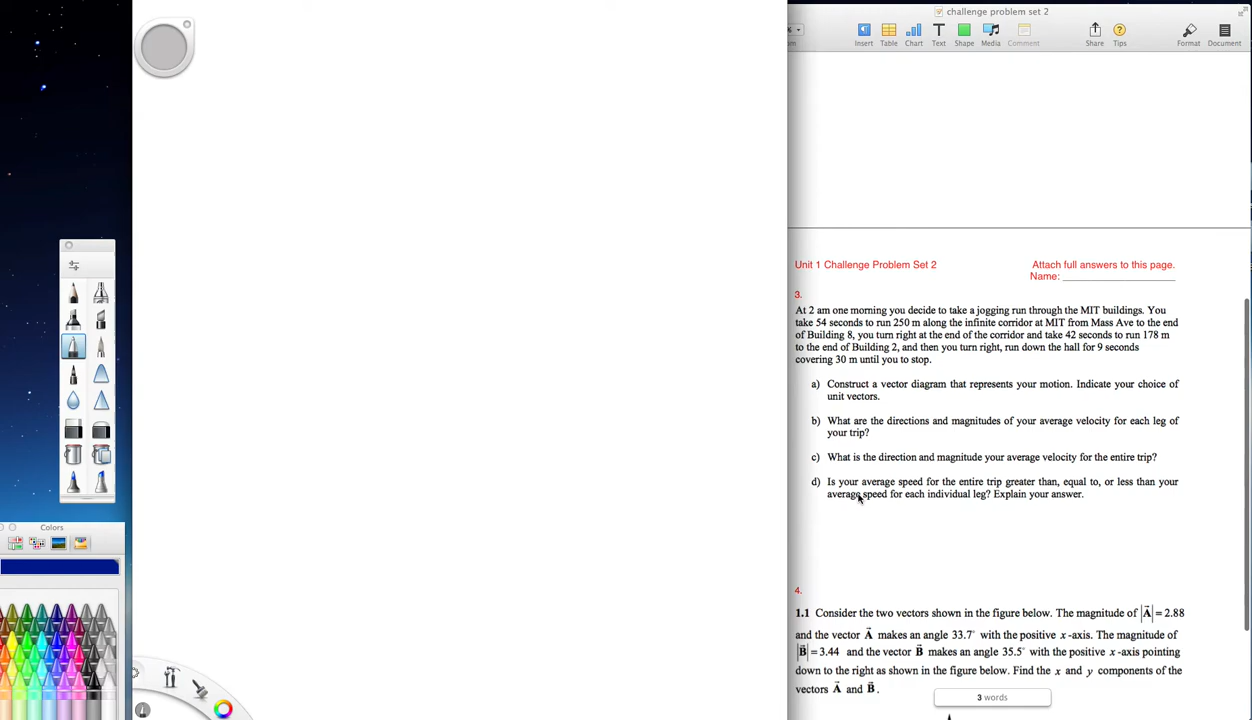 challenge problem set 2
% Insert Table Chart Text Shape Media Comment Share Tips Format Document
Unit 1 Challenge Problem Set 2
Attach full answers to this page.
Name: ____________________
3.
At 2 am one morning you decide to take a jogging run through the MIT buildings. You
take 54 seconds to run 250 m along the infinite corridor at MIT from Mass Ave to the end
of Building 8, you turn right at the end of the corridor and take 42 seconds to run 178 m
to the end of Building 2, and then you turn right, run down the hall for 9 seconds
covering 30 m until you to stop.
a) Construct a vector diagram that represents your motion. Indicate your choice of
unit vectors.
b) What are the directions and magnitudes of your average velocity for each leg of
your trip?
c) What is the direction and magnitude your average velocity for the entire trip?
d) Is your average speed for the entire trip greater than, equal to, or less than your
average speed for each individual leg? Explain your answer.
4.
1.1 Consider the two vectors shown in the figure below. The magnitude of |A⃗| = 2.88
and the vector A⃗ makes an angle 33.7° with the positive x-axis. The magnitude of
|B⃗| = 3.44 and the vector B⃗ makes an angle 35.5° with the positive x-axis pointing
down to the right as shown in the figure below. Find the x and y components of the
vectors A⃗ and B⃗.
3 words
Colors